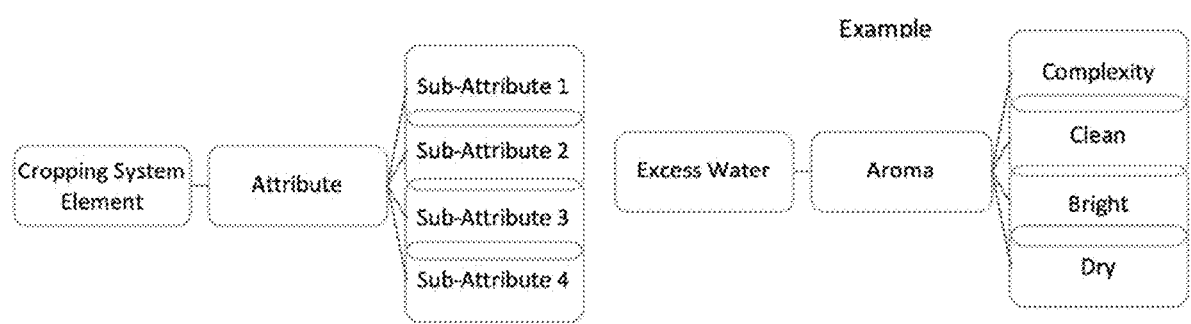 Example
Cropping System
Element
Attribute
Sub-Attribute 1
Sub-Attribute 2
Sub-Attribute 3
Sub-Attribute 4
Excess Water
Aroma
Complexity
Clean
Bright
Dry